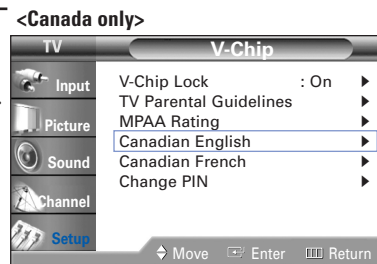 <Canada only>
TV
V-Chip
Input
Picture
Sound
Channel
Setup
V-Chip Lock : On
TV Parental Guidelines
MPAA Rating
Canadian English
Canadian French
Change PIN
Move Enter Return